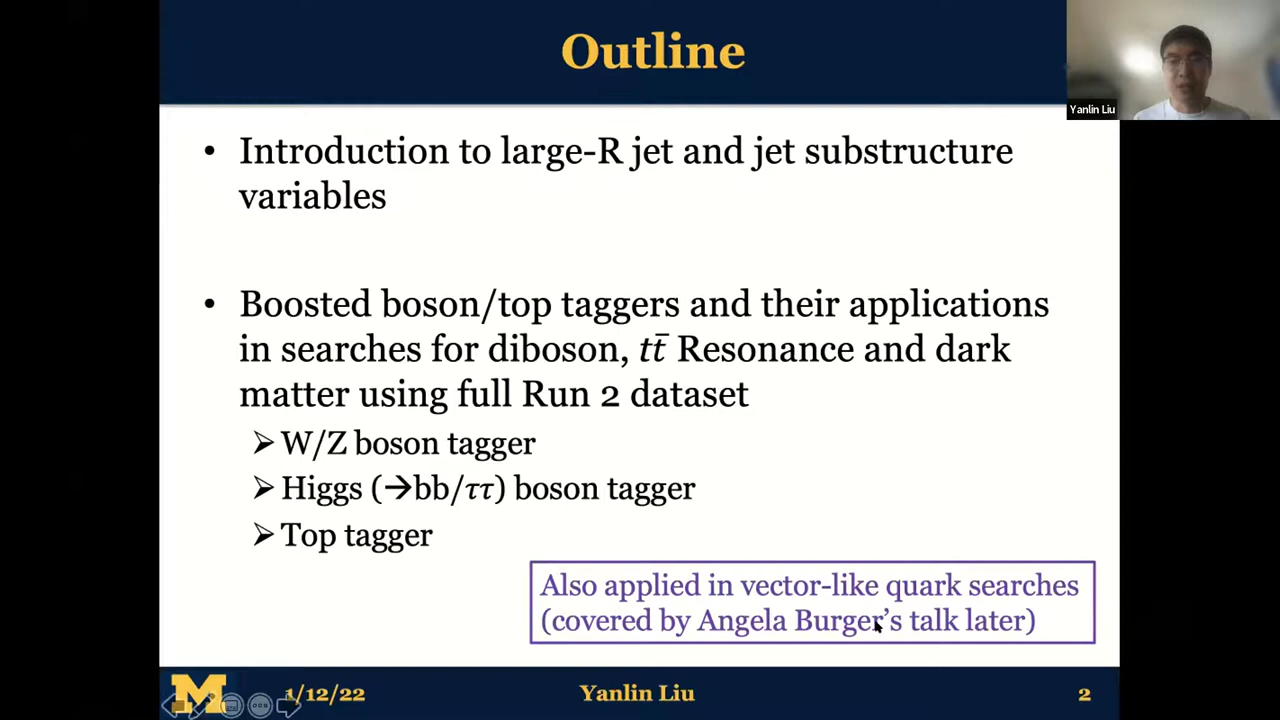 Outline
Yanlin Liu
• Introduction to large-R jet and jet substructure
variables
• Boosted boson/top taggers and their applications
in searches for diboson, tt̄ Resonance and dark
matter using full Run 2 dataset
➢ W/Z boson tagger
➢ Higgs (➔bb/ττ) boson tagger
➢ Top tagger
Also applied in vector-like quark searches
(covered by Angela Burger’s talk later)
M 1/12/22 Yanlin Liu 2